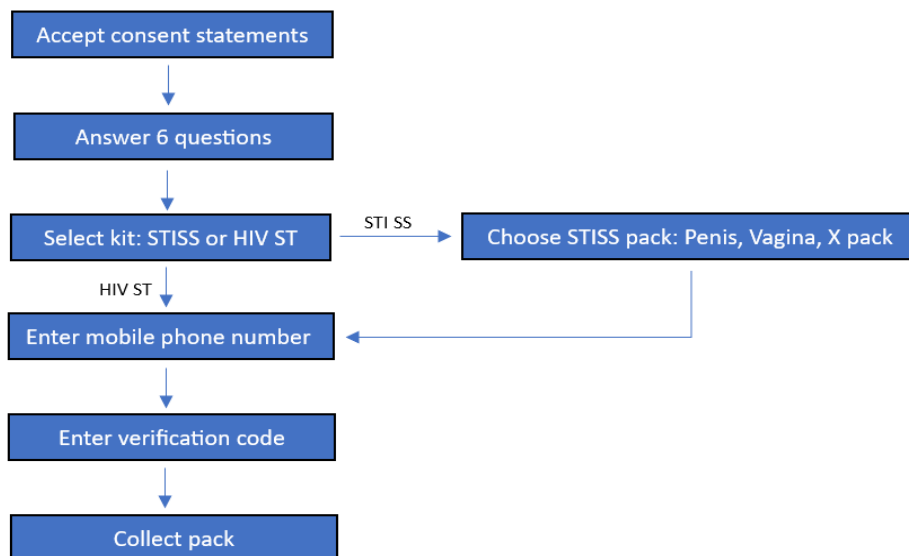 Accept consent statements
Answer 6 questions
Select kit: STISS or HIV ST
STI SS
Choose STISS pack: Penis, Vagina, X pack
HIV ST
Enter mobile phone number
Enter verification code
Collect pack